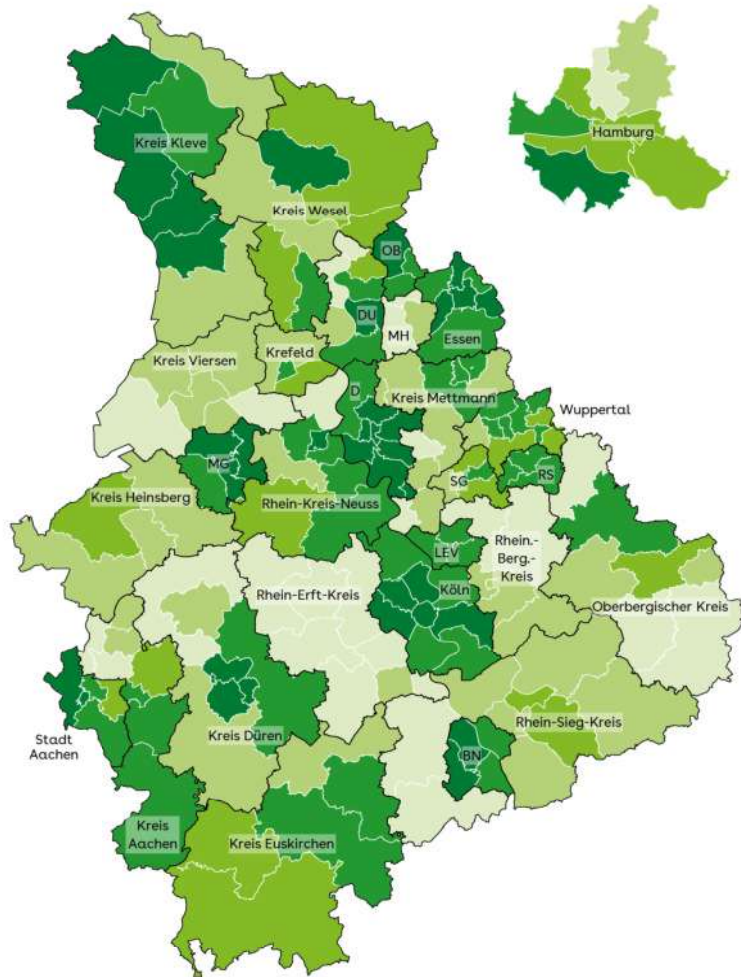 Hamburg
Kreis Kleve
Kreis Wesel
OB
DU
MH
Essen
Kreis Viersen
Krefeld
D
Kreis Mettmann
Wuppertal
MG
SG
RS
Kreis Heinsberg
Rhein-Kreis-Neuss
LEV
Rhein.-
Berg.-
Kreis
Rhein-Erft-Kreis
Köln
Oberbergischer Kreis
Stadt
Aachen
Kreis Düren
Rhein-Sieg-Kreis
BN
Kreis
Aachen
Kreis Euskirchen